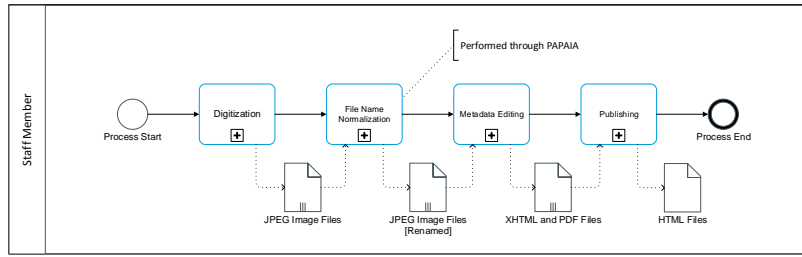 Staff Member
Performed through PAPAIA
Process Start
Digitization
File Name
Normalization
Metadata Editing
Publishing
Process End
JPEG Image Files
JPEG Image Files
[Renamed]
XHTML and PDF Files
HTML Files